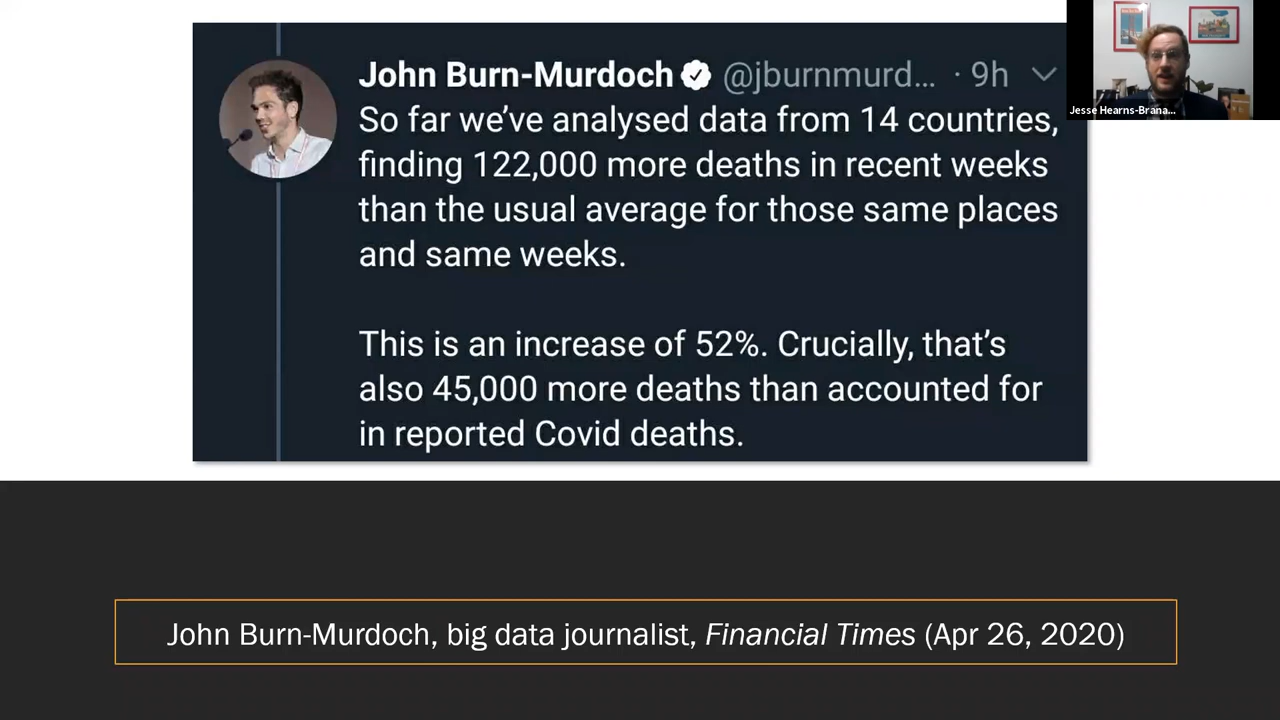 John Burn-Murdoch @jburnmurd... · 9h
So far we've analysed data from 14 countries,
finding 122,000 more deaths in recent weeks
than the usual average for those same places
and same weeks.
This is an increase of 52%. Crucially, that's
also 45,000 more deaths than accounted for
in reported Covid deaths.
Jesse Hearns-Brana...
John Burn-Murdoch, big data journalist, Financial Times (Apr 26, 2020)